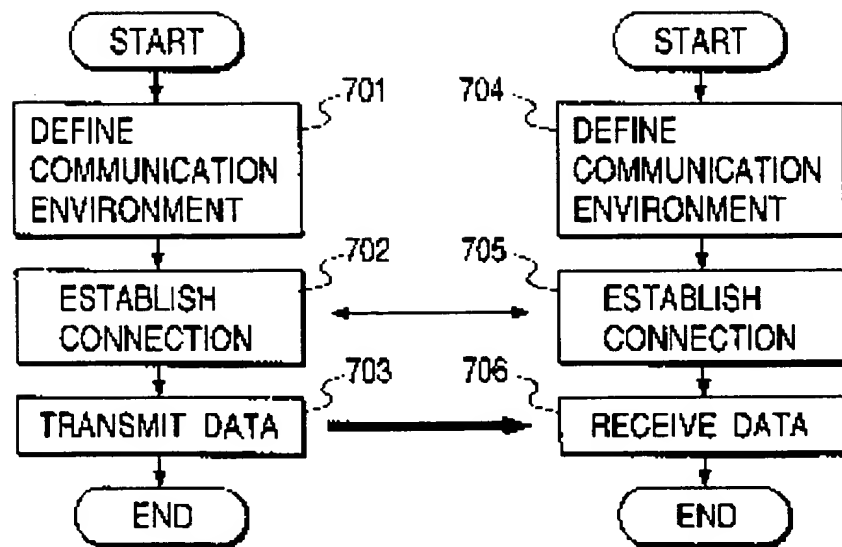 START
701
DEFINE
COMMUNICATION
ENVIRONMENT
702
ESTABLISH
CONNECTION
703
TRANSMIT DATA
END
START
704
DEFINE
COMMUNICATION
ENVIRONMENT
705
ESTABLISH
CONNECTION
706
RECEIVE DATA
END